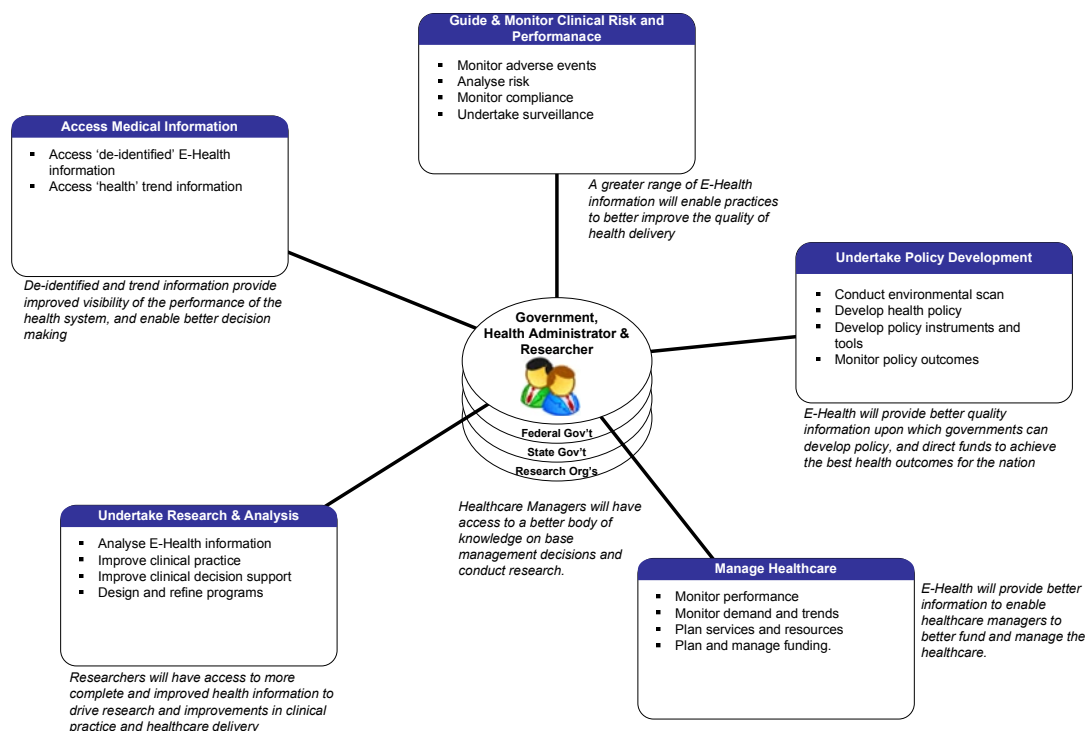 Guide & Monitor Clinical Risk and
Performanace
▪ Monitor adverse events
▪ Analyse risk
▪ Monitor compliance
▪ Undertake surveillance
A greater range of E-Health
information will enable practices
to better improve the quality of
health delivery
Access Medical Information
▪ Access ‘de-identified’ E-Health
information
▪ Access ‘health’ trend information
De-identified and trend information provide
improved visibility of the performance of the
health system, and enable better decision
making
Undertake Policy Development
▪ Conduct environmental scan
▪ Develop health policy
▪ Develop policy instruments and
tools
▪ Monitor policy outcomes
E-Health will provide better quality
information upon which governments can
develop policy, and direct funds to achieve
the best health outcomes for the nation
Government,
Health Administrator &
Researcher
Federal Gov’t
State Gov’t
Research Org’s
Healthcare Managers will have
access to a better body of
knowledge on base
management decisions and
conduct research.
Undertake Research & Analysis
▪ Analyse E-Health information
▪ Improve clinical practice
▪ Improve clinical decision support
▪ Design and refine programs
Researchers will have access to more
complete and improved health information to
drive research and improvements in clinical
practice and healthcare delivery
Manage Healthcare
▪ Monitor performance
▪ Monitor demand and trends
▪ Plan services and resources
▪ Plan and manage funding.
E-Health will provide better
information to enable
healthcare managers to
better fund and manage the
healthcare.